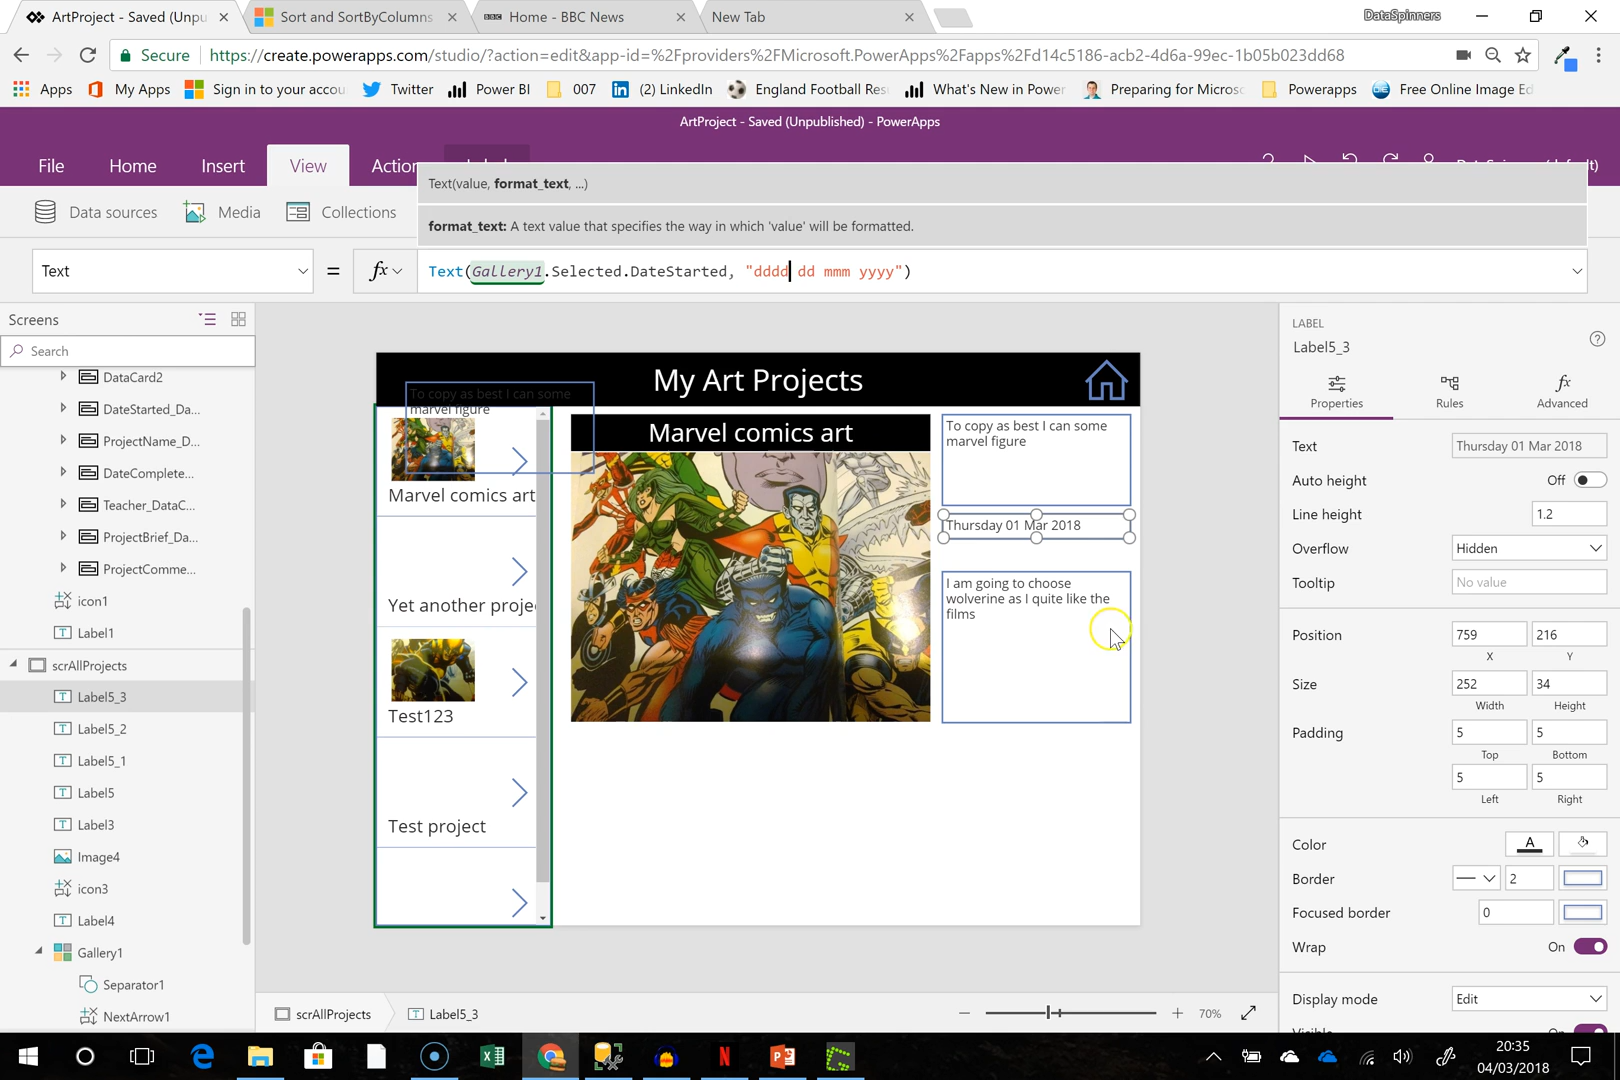 ArtProject - Saved (Unpu
Sort and SortByColumns
BBC Home - BBC News
New Tab
DataSpinners
Secure
https://create.powerapps.com/studio/?action=edit&app-id=%2Fproviders%2FMicrosoft.PowerApps%2Fapps%2Fd14c5186-acb2-4d6a-99ec-1b05b023dd68
Apps
My Apps
Sign in to your accou
Twitter
Power BI
007
(2) LinkedIn
England Football Res
What's New in Power
Preparing for Micros
Powerapps
Free Online Image Ed
ArtProject - Saved (Unpublished) - PowerApps
File
Home
Insert
View
Action
Text(value, format_text, ...)
format_text: A text value that specifies the way in which 'value' will be formatted.
Data sources
Media
Collections
Text
=
fx
Text(Gallery1.Selected.DateStarted, "dddd dd mmm yyyy")
Screens
Search
DataCard2
DateStarted_Da...
ProjectName_D...
DateComplete...
Teacher_DataC...
ProjectBrief_Da...
ProjectComme...
icon1
Label1
scrAllProjects
Label5_3
Label5_2
Label5_1
Label5
Label3
Image4
icon3
Label4
Gallery1
Separator1
NextArrow1
My Art Projects
To copy as best I can some
marvel figure
Marvel comics art
Yet another proje
Test123
Test project
Marvel comics art
To copy as best I can some
marvel figure
Thursday 01 Mar 2018
I am going to choose
wolverine as I quite like the
films
LABEL
Label5_3
Properties
Rules
fx
Advanced
Text
Thursday 01 Mar 2018
Auto height
Off
Line height
1.2
Overflow
Hidden
Tooltip
No value
Position
759
216
X
Y
Size
252
34
Width
Height
Padding
5
5
Top
Bottom
5
5
Left
Right
Color
A
Border
2
Focused border
0
Wrap
On
Display mode
Edit
scrAllProjects
Label5_3
70%
20:35
04/03/2018